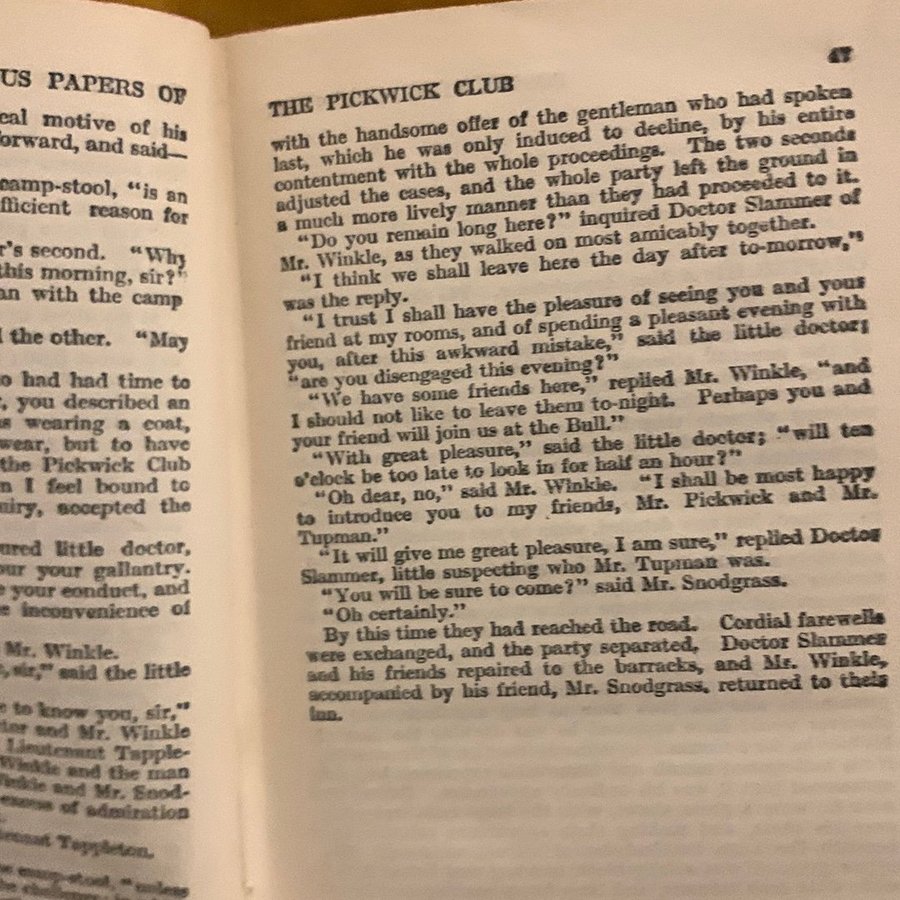 US PAPERS OF
cal motive of his
orward, and said—
camp-stool, "is an
fficient reason for
r's second. "Why
this morning, sir?"
an with the camp
l the other. "May
o had had time to
, you described an
s wearing a coat,
wear, but to have
the Pickwick Club
n I feel bound to
uiry, accepted the
ured little doctor,
our your gallantry.
e your conduct, and
e inconvenience of
Mr. Winkle.
e, sir," said the little
e to know you, sir,"
tor and Mr. Winkle
Lieutenant Tapple-
Winkle and the man
Winkle and Mr. Snod-
excess of admiration
tenant Tappleton.
he camp-stool, "unless
THE PICKWICK CLUB 47
with the handsome offer of the gentleman who had spoken
last, which he was only induced to decline, by his entire
contentment with the whole proceedings. The two seconds
adjusted the cases, and the whole party left the ground in
a much more lively manner than they had proceeded to it.
"Do you remain long here?" inquired Doctor Slammer of
Mr. Winkle, as they walked on most amicably together.
"I think we shall leave here the day after to-morrow,"
was the reply.
"I trust I shall have the pleasure of seeing you and your
friend at my rooms, and of spending a pleasant evening with
you, after this awkward mistake," said the little doctor;
"are you disengaged this evening?"
"We have some friends here," replied Mr. Winkle, "and
I should not like to leave them to-night. Perhaps you and
your friend will join us at the Bull."
"With great pleasure," said the little doctor; "will ten
o'clock be too late to look in for half an hour?"
"Oh dear, no," said Mr. Winkle. "I shall be most happy
to introduce you to my friends, Mr. Pickwick and Mr.
Tupman."
"It will give me great pleasure, I am sure," replied Doctor
Slammer, little suspecting who Mr. Tupman was.
"You will be sure to come?" said Mr. Snodgrass.
"Oh certainly."
By this time they had reached the road. Cordial farewells
were exchanged, and the party separated. Doctor Slammer
and his friends repaired to the barracks, and Mr. Winkle,
accompanied by his friend, Mr. Snodgrass, returned to their
inn.